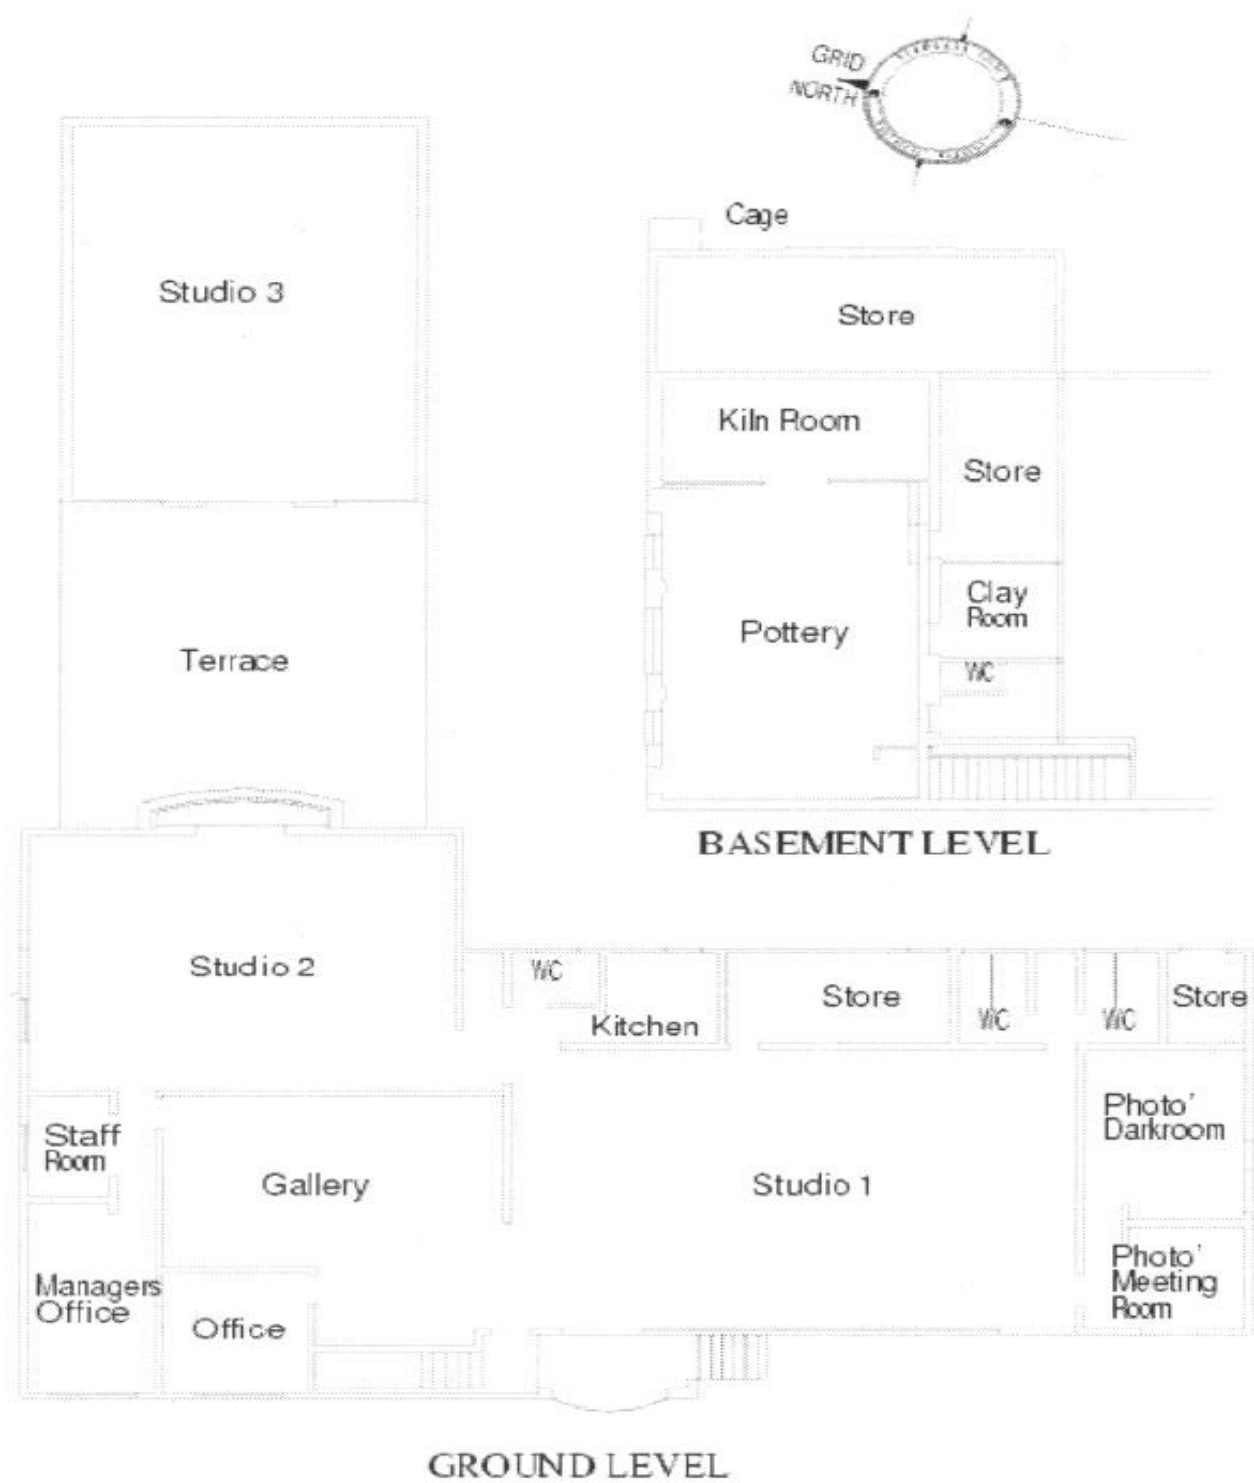 GRID
NORTH
Cage
Studio 3
Store
Kiln Room
Store
Clay
Room
Pottery
Terrace
WC
BASEMENT LEVEL
Studio 2
WC
Kitchen
Store
WC
WC
Store
Staff
Room
Gallery
Studio 1
Photo'
Darkroom
Managers
Office
Office
Photo'
Meeting
Room
GROUND LEVEL